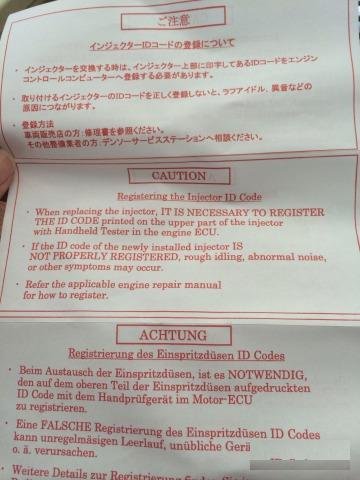 ご注意
インジェクターIDコードの登録について
・ インジェクターを交換する時は、インジェクター上部に印字してあるIDコードをエンジン
コントロールコンピューターへ登録する必要があります。
・ 取り付けるインジェクターのIDコードを正しく登録しないと、ラフアイドル、異音などの
原因につながります。
・ 登録方法
車両販売店の方：修理書を参照ください。
その他整備業者の方：デンソーサービスステーションへ相談ください。
CAUTION
Registering the Injector ID Code
・ When replacing the injector, IT IS NECESSARY TO REGISTER
THE ID CODE printed on the upper part of the injector
with Handheld Tester in the engine ECU.
・ If the ID code of the newly installed injector IS
NOT PROPERLY REGISTERED, rough idling, abnormal noise,
or other symptoms may occur.
・ Refer the applicable engine repair manual
for how to register.
ACHTUNG
Registrierung des Einspritzdüsen ID Codes
・ Beim Austausch der Einspritzdüsen, ist es NOTWENDIG,
den auf dem oberen Teil der Einspritzdüsen aufgedruckten
ID Code mit dem Handprüfgerät im Motor-ECU
zu registrieren.
・ Eine FALSCHE Registrierung des Einspritzdüsen ID Codes
kann unregelmäsigen Leerlauf, unübliche Gerä
o. ä. verursachen.
・ Weitere Details zur Registrierung